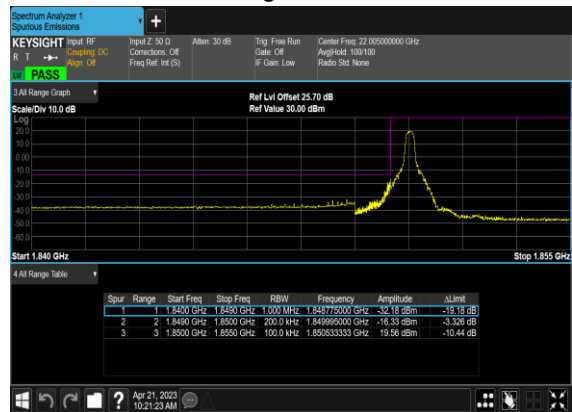 Spectrum Analyzer 1
Spurious Emissions
+
KEYSIGHT Input: RF Input Z: 50 Ω Atten: 30 dB Trig: Free Run Center Freq: 22.005000000 GHz
R T Coupling: DC Corrections: Off Gate: Off Avg|Hold: 100/100
Align: Off Freq Ref: Int (S) IF Gain: Low Radio Std: None
LW PASS
3 All Range Graph
Ref Lvl Offset 25.70 dB
Scale/Div 10.0 dB Ref Value 30.00 dBm
Log
20.0
10.0
0.00
-10.0
-20.0
-30.0
-40.0
-50.0
-60.0
Start 1.840 GHz Stop 1.855 GHz
4 All Range Table
Spur Range Start Freq Stop Freq RBW Frequency Amplitude ΔLimit
1 1 1.8400 GHz 1.8490 GHz 1.000 MHz 1.848775000 GHz -32.18 dBm -19.18 dB
2 2 1.8490 GHz 1.8500 GHz 200.0 kHz 1.849995000 GHz -16.33 dBm -3.326 dB
3 3 1.8500 GHz 1.8550 GHz 100.0 kHz 1.850533333 GHz 19.56 dBm -10.44 dB
? Apr 21, 2023
10:21:23 AM